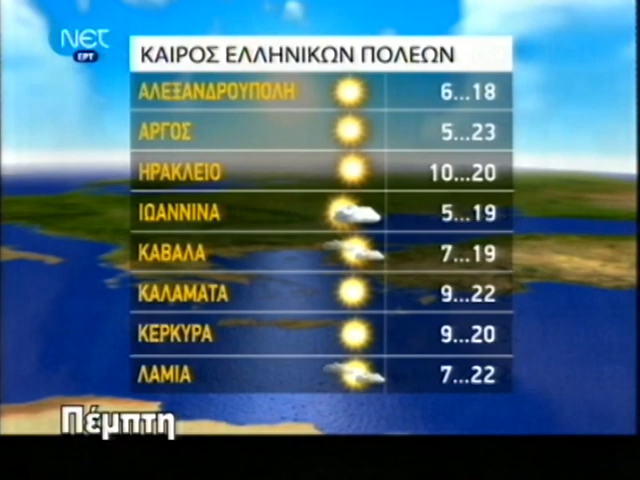 NET
ΕΡΤ
ΚΑΙΡΟΣ ΕΛΛΗΝΙΚΩΝ ΠΟΛΕΩΝ
ΑΛΕΞΑΝΔΡΟΥΠΟΛΗ 6...18
ΑΡΓΟΣ 5...23
ΗΡΑΚΛΕΙΟ 10...20
ΙΩΑΝΝΙΝΑ 5...19
ΚΑΒΑΛΑ 7...19
ΚΑΛΑΜΑΤΑ 9...22
ΚΕΡΚΥΡΑ 9...20
ΛΑΜΙΑ 7...22
Πέμπτη